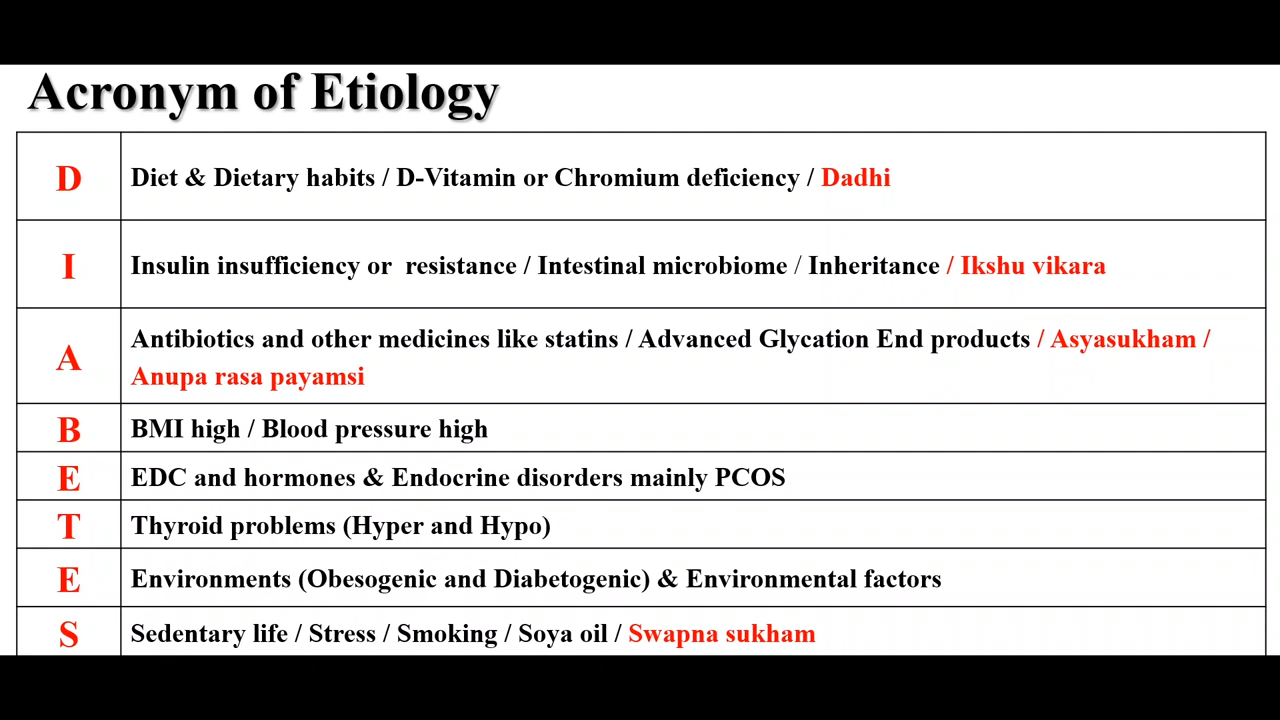 Acronym of Etiology
D
Diet & Dietary habits / D-Vitamin or Chromium deficiency / Dadhi
I
Insulin insufficiency or  resistance / Intestinal microbiome / Inheritance / Ikshu vikara
A
Antibiotics and other medicines like statins / Advanced Glycation End products / Asyasukham /
Anupa rasa payamsi
B
BMI high / Blood pressure high
E
EDC and hormones & Endocrine disorders mainly PCOS
T
Thyroid problems (Hyper and Hypo)
E
Environments (Obesogenic and Diabetogenic) & Environmental factors
S
Sedentary life / Stress / Smoking / Soya oil / Swapna sukham